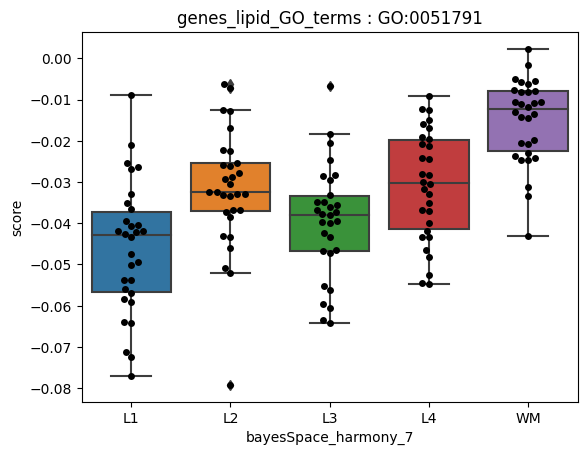 genes_lipid_GO_terms : GO:0051791
0.00
−0.01
−0.02
−0.03
−0.04
−0.05
−0.06
−0.07
−0.08
score
L1 L2 L3 L4 WM
bayesSpace_harmony_7